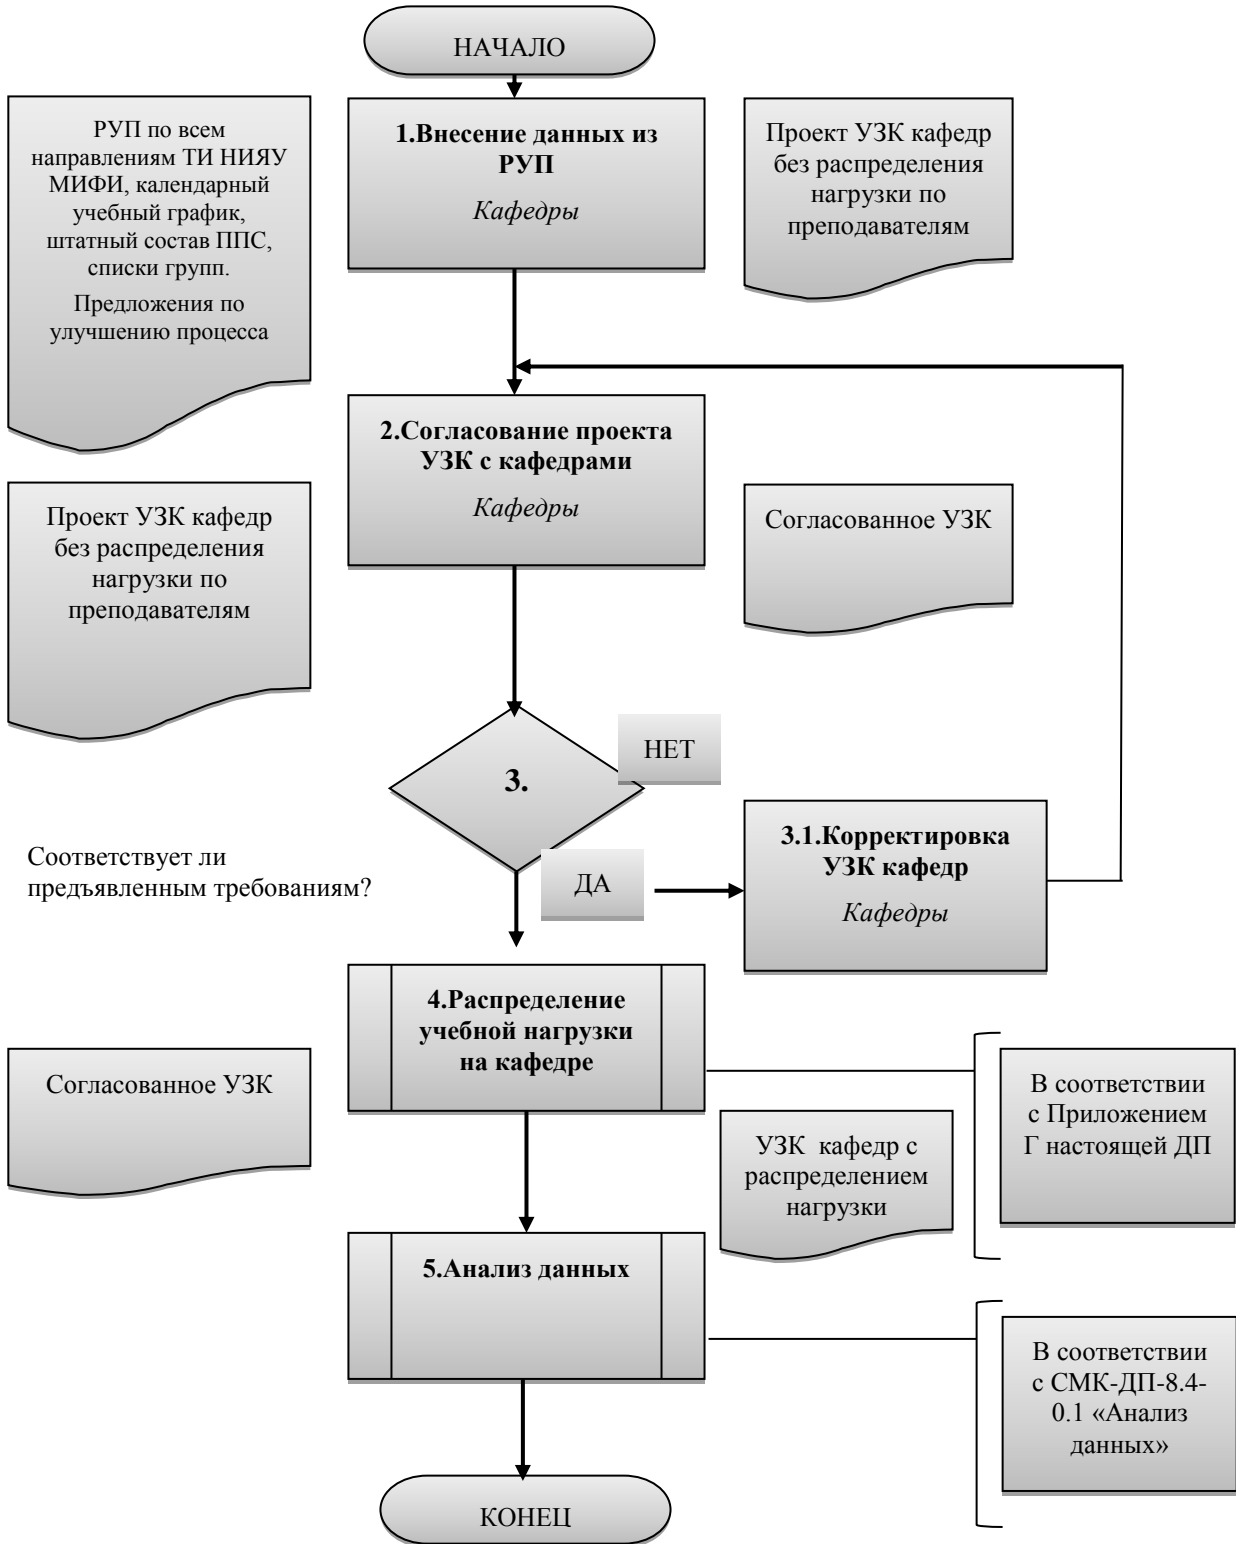 НАЧАЛО
РУП по всем
направлениям ТИ НИЯУ
МИФИ, календарный
учебный график,
штатный состав ППС,
списки групп.
Предложения по
улучшению процесса
1.Внесение данных из
РУП
Кафедры
Проект УЗК кафедр
без распределения
нагрузки по
преподавателям
2.Согласование проекта
УЗК с кафедрами
Кафедры
Проект УЗК кафедр
без распределения
нагрузки по
преподавателям
Согласованное УЗК
3.
НЕТ
Соответствует ли
предъявленным требованиям?
ДА
3.1.Корректировка
УЗК кафедр
Кафедры
4.Распределение
учебной нагрузки
на кафедре
Согласованное УЗК
УЗК кафедр с
распределением
нагрузки
В соответствии
с Приложением
Г настоящей ДП
5.Анализ данных
В соответствии
с СМК-ДП-8.4-
0.1 «Анализ
данных»
КОНЕЦ